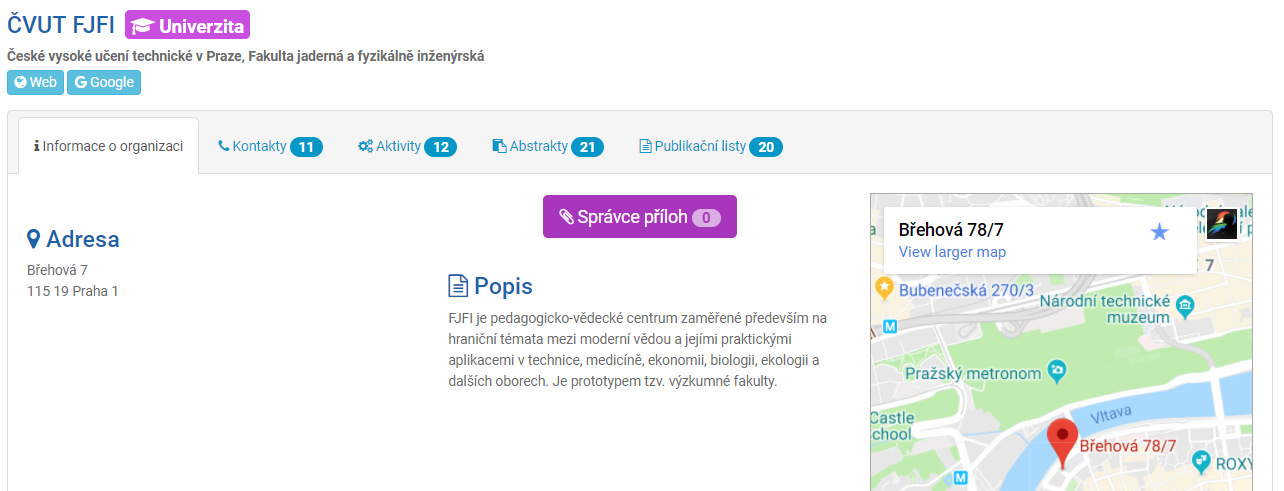 ČVUT FJFI Univerzita
České vysoké učení technické v Praze, Fakulta jaderná a fyzikálně inženýrská
Web Google
Informace o organizaci Kontakty 11 Aktivity 12 Abstrakty 21 Publikační listy 20
Správce příloh 0
Adresa
Břehová 7
115 19 Praha 1
Popis
FJFI je pedagogicko-vědecké centrum zaměřené především na
hraniční témata mezi moderní vědou a jejími praktickými
aplikacemi v technice, medicíně, ekonomii, biologii, ekologii a
dalších oborech. Je prototypem tzv. výzkumné fakulty.
Břehová 78/7
View larger map
7
Bubenečská 270/3
M
Národní technické
muzeum
Pražský metronom
Castle
Vltava
Břehová 78/7
ROXY
M